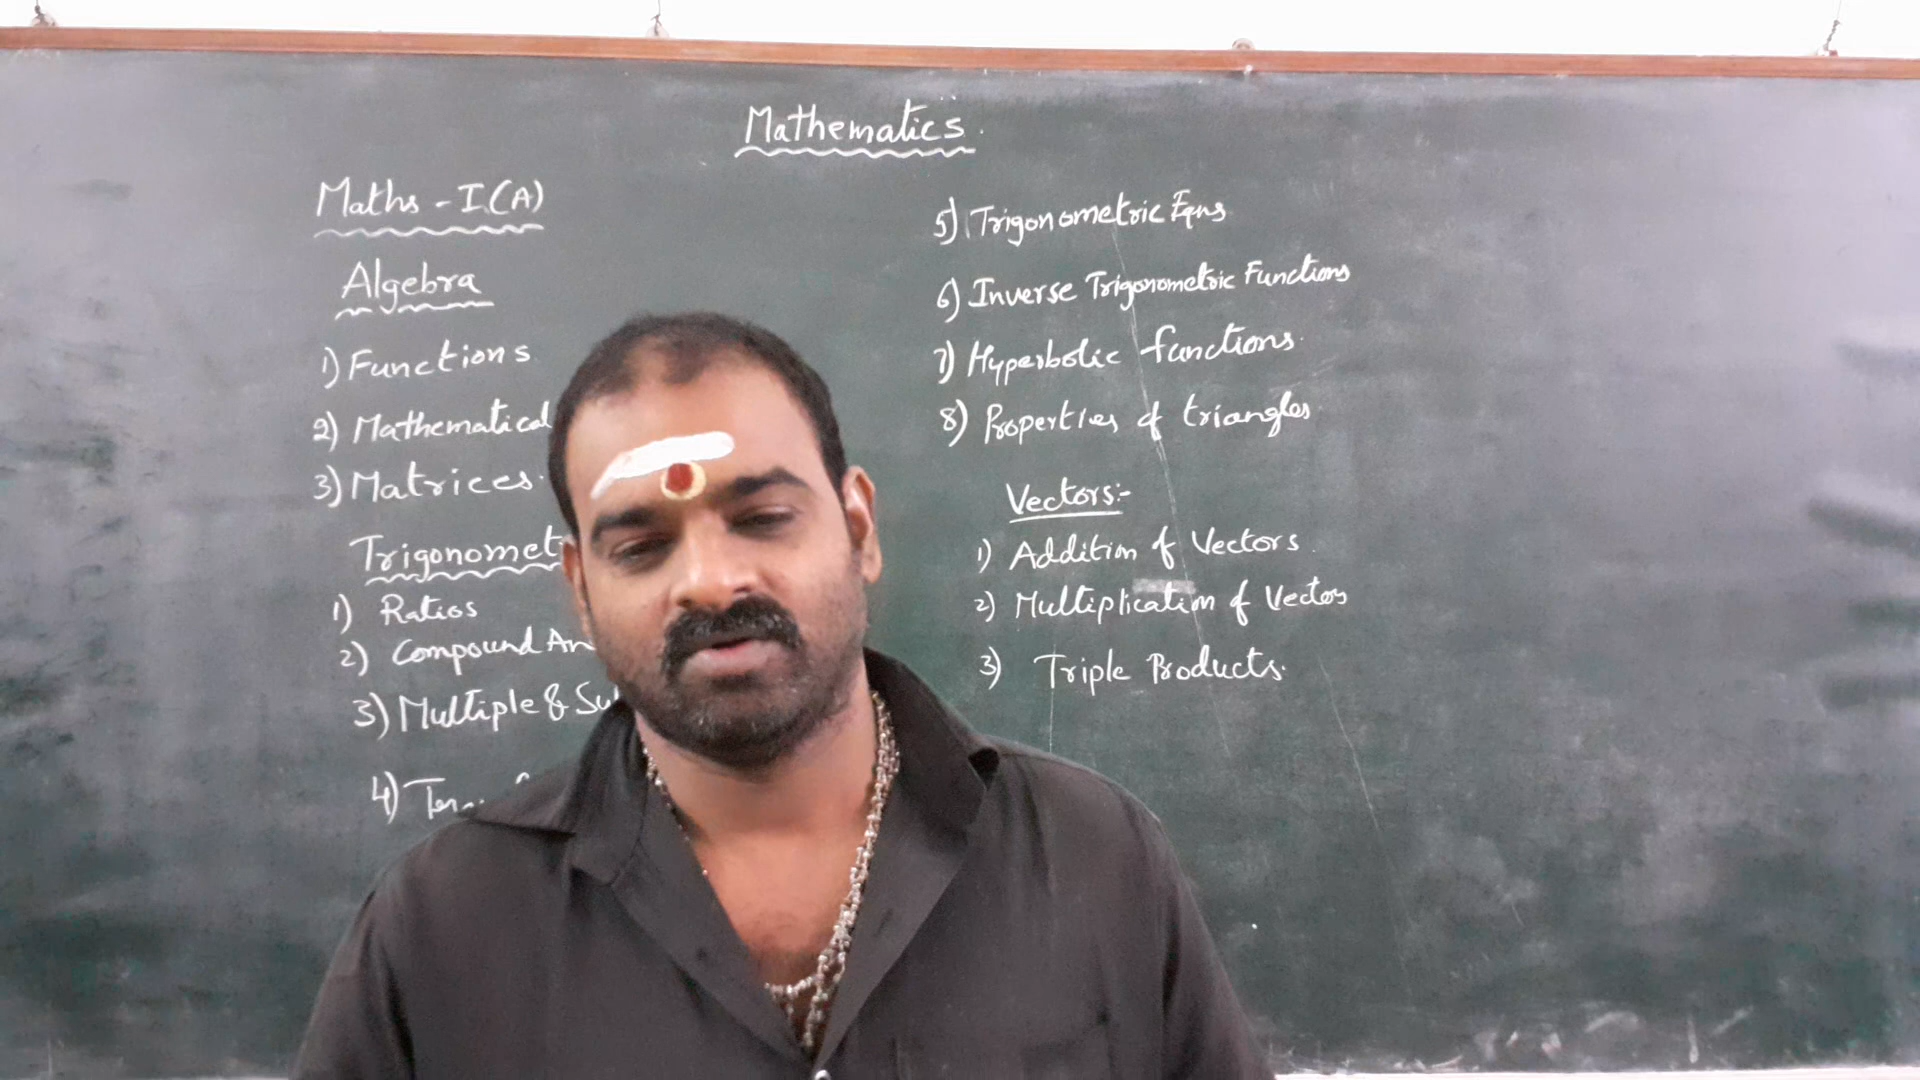 Mathematics.
Maths - I(A)
Algebra
1) Functions
2) Mathematical
3) Matrices.
Trigonomet
1) Ratios
2) Compound An
3) Multiple & Su
4)
5) Trigonometric Eqns
6) Inverse Trigonometric Functions
7) Hyperbolic functions.
8) Properties of triangles
Vectors:-
1) Addition of Vectors.
2) Multiplication of Vectors
3) Triple Products.